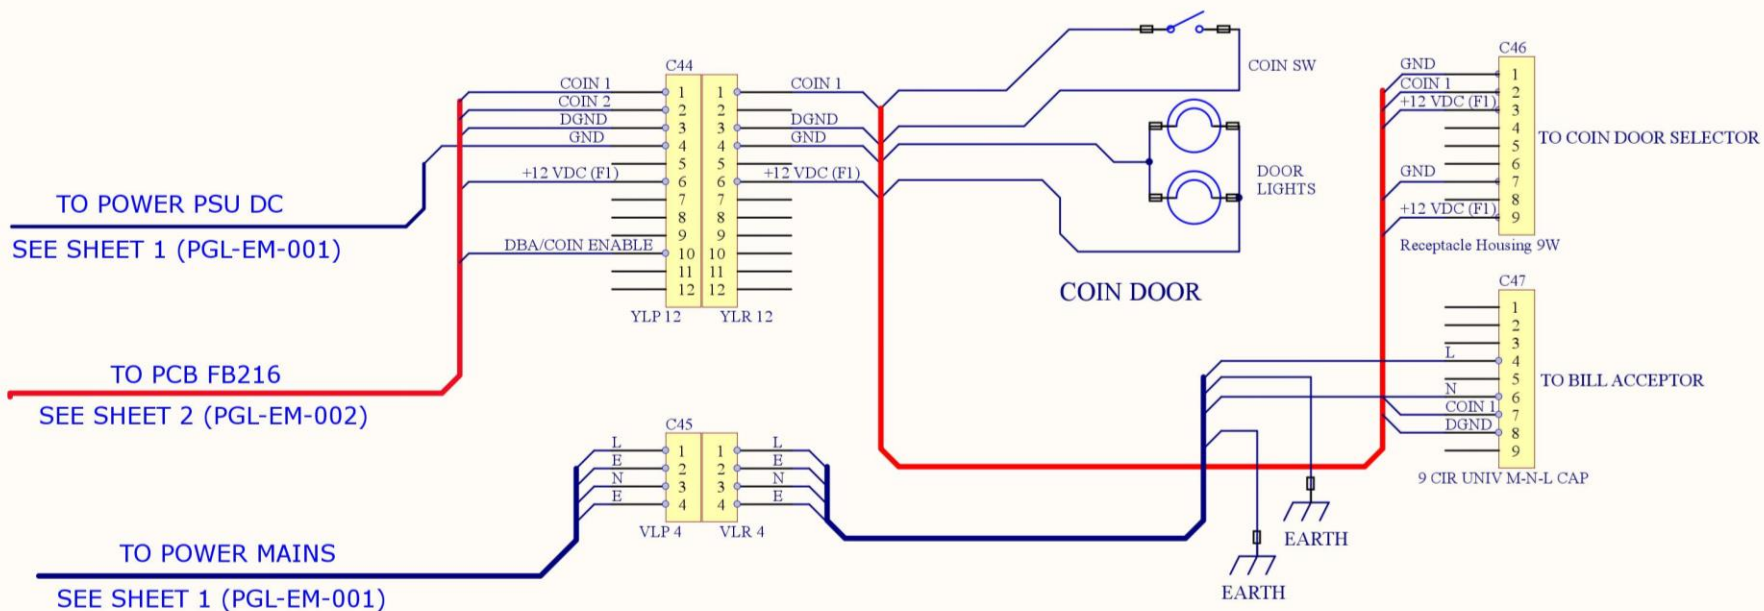 C44
COIN 1
COIN 2
DGND
GND
+12 VDC (F1)
DBA/COIN ENABLE
1
2
3
4
5
6
7
8
9
10
11
12
YLP 12
1
2
3
4
5
6
7
8
9
10
11
12
YLR 12
COIN 1
DGND
GND
+12 VDC (F1)
TO POWER PSU DC
SEE SHEET 1 (PGL-EM-001)
TO PCB FB216
SEE SHEET 2 (PGL-EM-002)
COIN SW
DOOR
LIGHTS
COIN DOOR
C46
GND
COIN 1
+12 VDC (F1)
GND
+12 VDC (F1)
1
2
3
4
5
6
7
8
9
TO COIN DOOR SELECTOR
Receptacle Housing 9W
C47
L
N
COIN 1
DGND
1
2
3
4
5
6
7
8
9
TO BILL ACCEPTOR
9 CIR UNIV M-N-L CAP
C45
L
E
N
E
1
2
3
4
VLP 4
1
2
3
4
VLR 4
L
E
N
E
TO POWER MAINS
SEE SHEET 1 (PGL-EM-001)
EARTH
EARTH